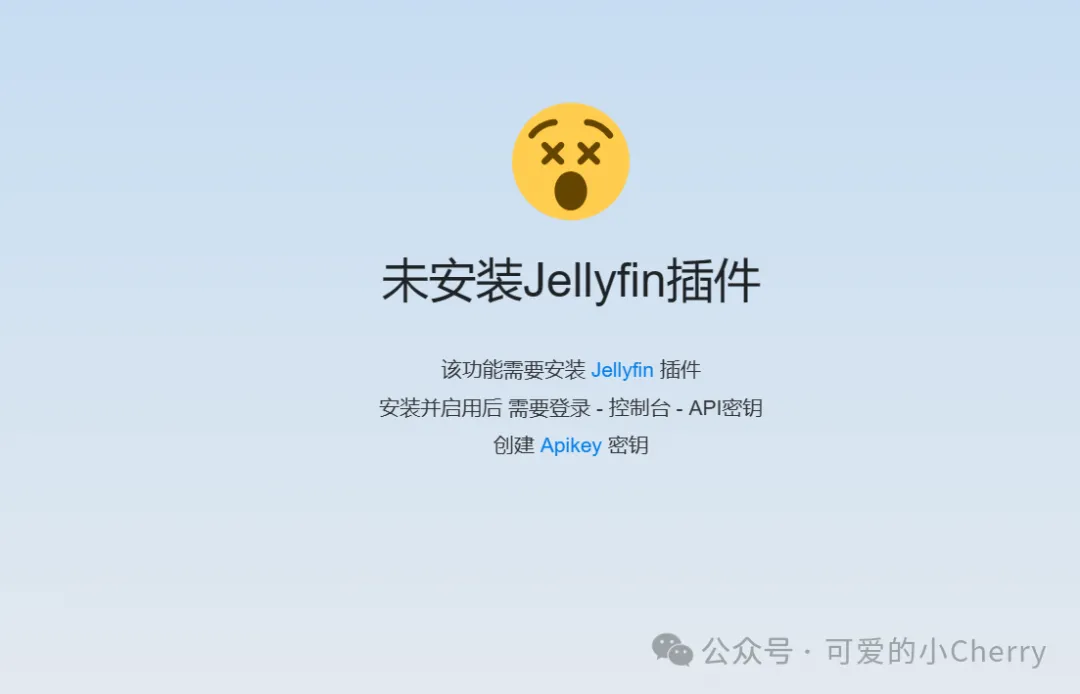 未安装Jellyfin插件
该功能需要安装 Jellyfin 插件
安装并启用后 需要登录 - 控制台 - API密钥
创建 Apikey 密钥
公众号 · 可爱的小Cherry